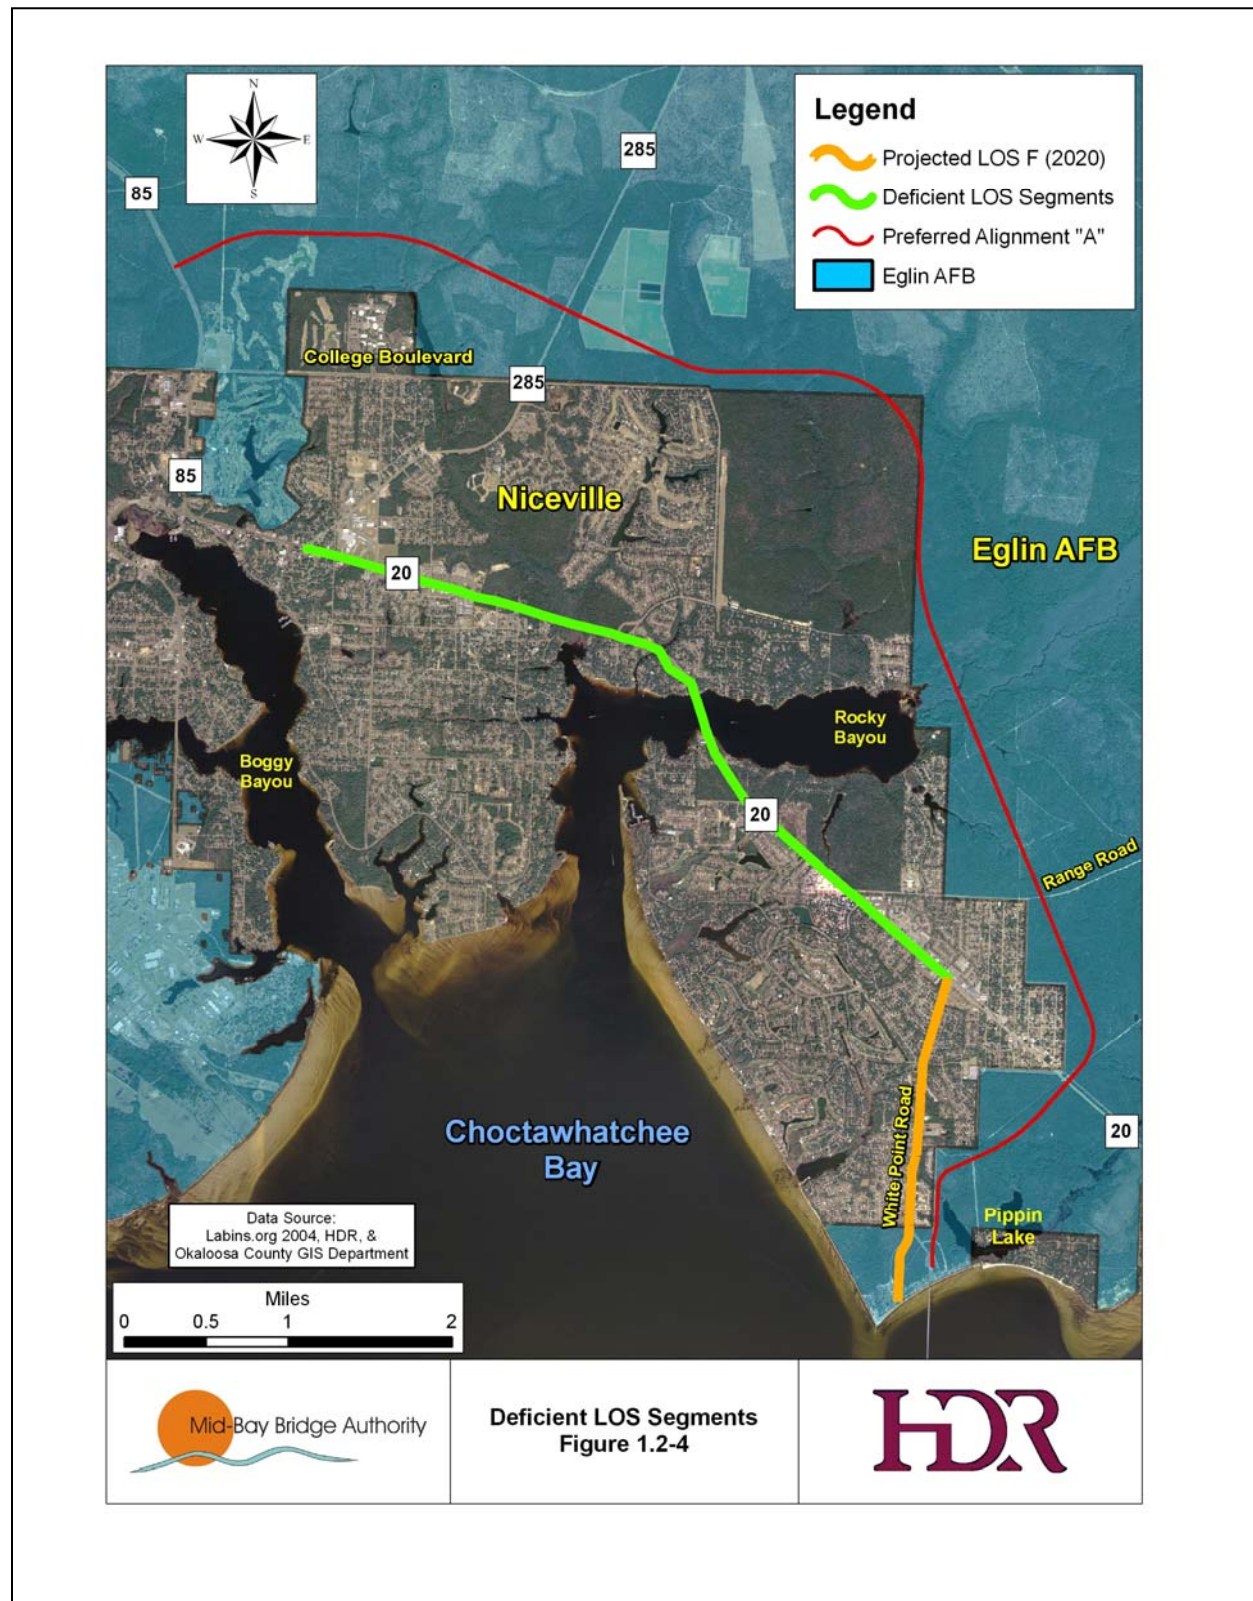 N
W
E
S
Legend
Projected LOS F (2020)
Deficient LOS Segments
Preferred Alignment "A"
Eglin AFB
285
85
College Boulevard
285
85
Niceville
Eglin AFB
20
Rocky
Bayou
Boggy
Bayou
20
Range Road
White Point Road
Choctawhatchee
Bay
20
Pippin
Lake
Data Source:
Labins.org 2004, HDR, &
Okaloosa County GIS Department
Miles
0 0.5 1 2
Mid-Bay Bridge Authority
Deficient LOS Segments
Figure 1.2-4
HDR